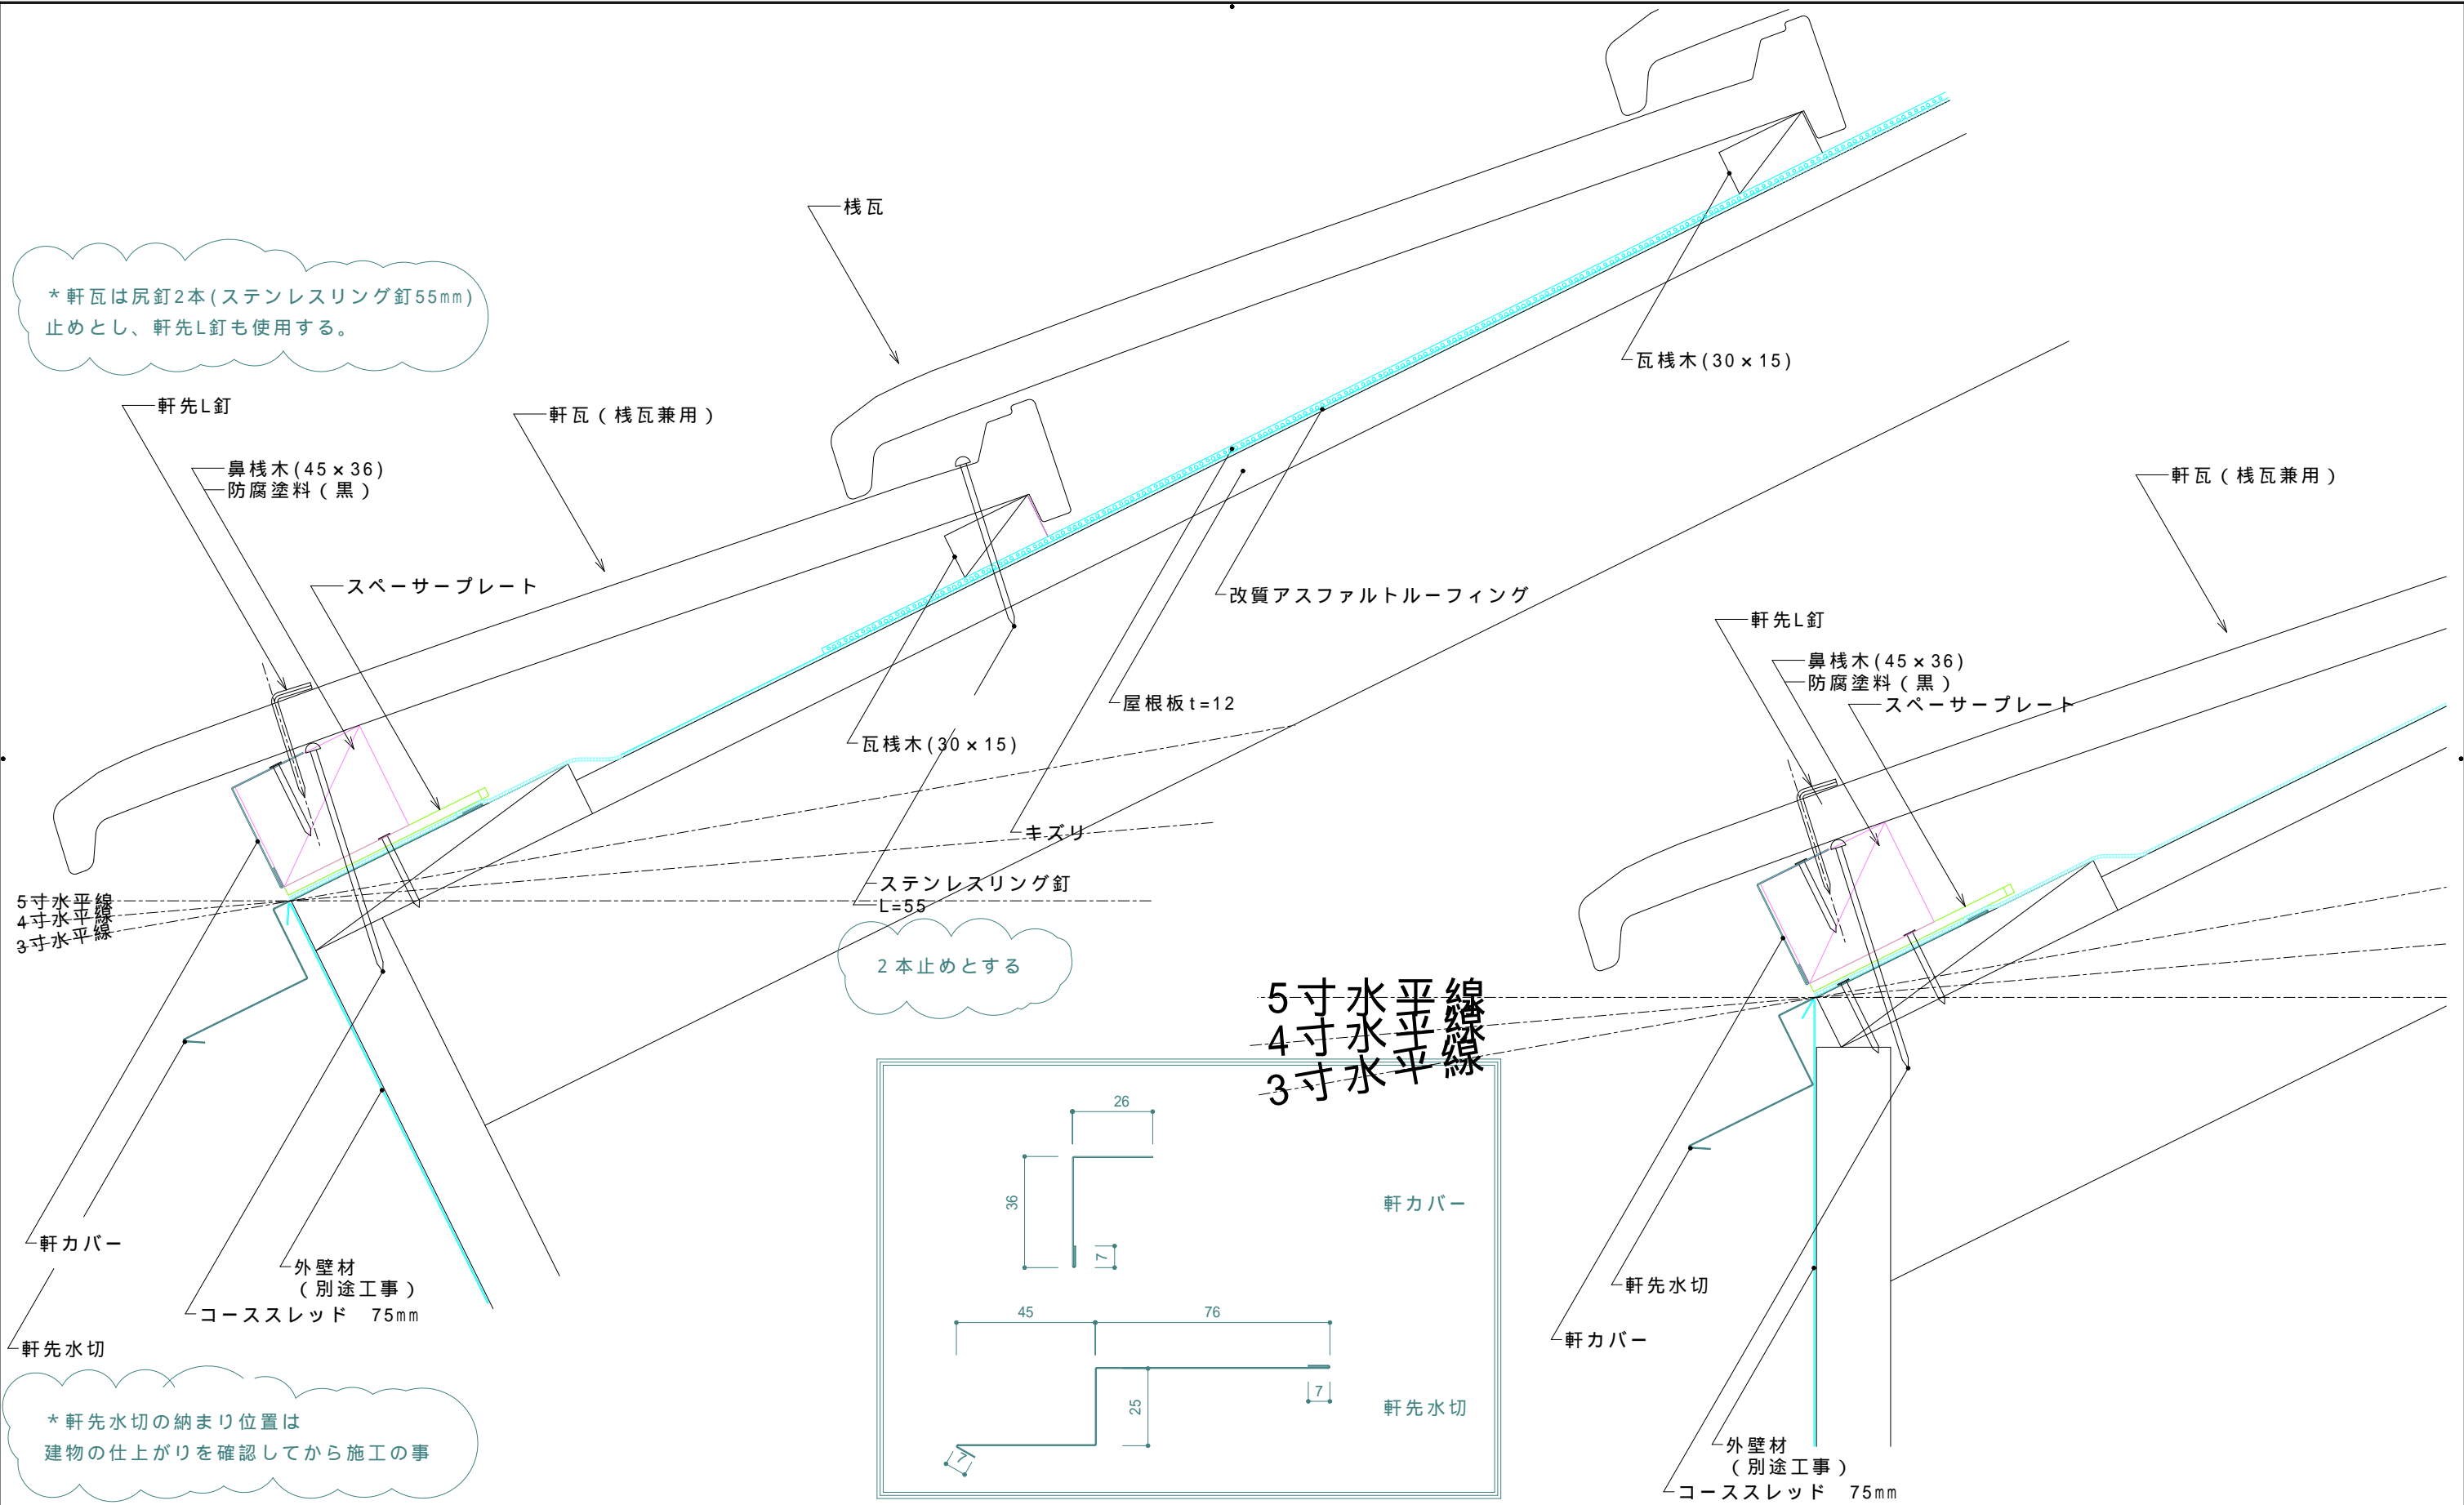 桟瓦
*軒瓦は尻釘2本(ステンレスリング釘55mm)
止めとし、軒先L釘も使用する。
瓦桟木(30×15)
軒先L釘
軒瓦(桟瓦兼用)
鼻桟木(45×36)
防腐塗料(黒)
スペーサープレート
改質アスファルトルーフィング
屋根板t=12
瓦桟木(30×15)
キズリ
ステンレスリング釘
L=55
2本止めとする
5寸水平線
4寸水平線
3寸水平線
軒カバー
外壁材
(別途工事)
コーススレッド 75mm
軒先水切
*軒先水切の納まり位置は
建物の仕上がりを確認してから施工の事
26
36
7
軒カバー
45
76
25
7
7
軒先水切
軒瓦(桟瓦兼用)
軒先L釘
鼻桟木(45×36)
防腐塗料(黒)
スペーサープレート
5寸水平線
4寸水平線
3寸水平線
軒先水切
軒カバー
外壁材
(別途工事)
コーススレッド 75mm